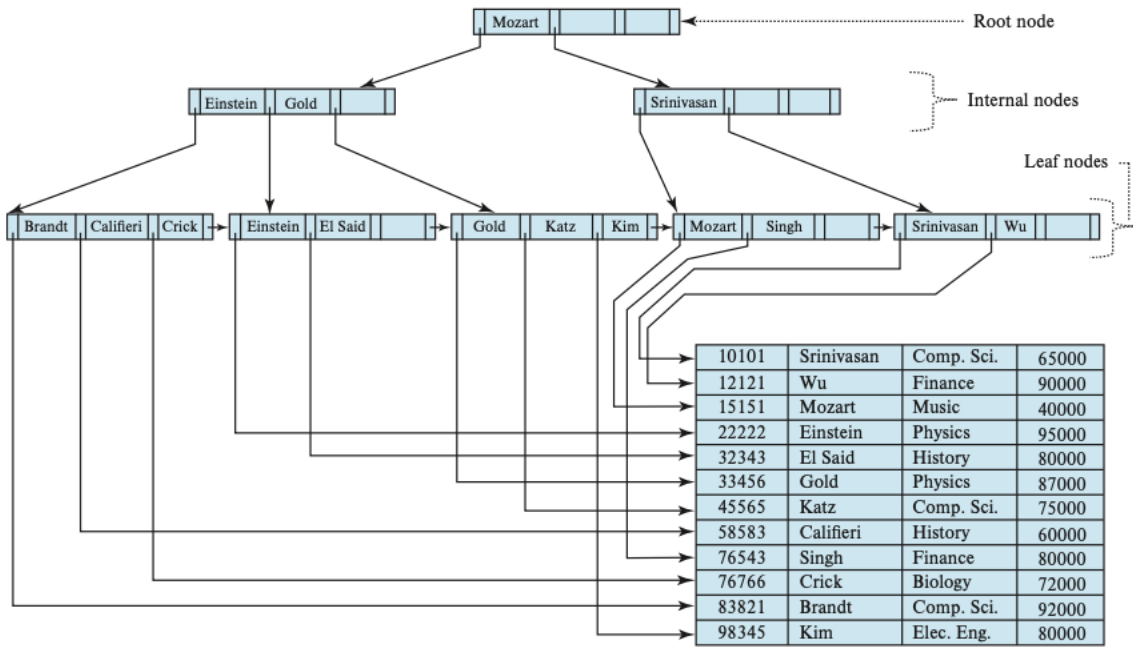 Mozart
Root node
Einstein Gold
Srinivasan
Internal nodes
Leaf nodes
Brandt Califieri Crick
Einstein El Said
Gold Katz Kim
Mozart Singh
Srinivasan Wu
10101 Srinivasan Comp. Sci. 65000
12121 Wu Finance 90000
15151 Mozart Music 40000
22222 Einstein Physics 95000
32343 El Said History 80000
33456 Gold Physics 87000
45565 Katz Comp. Sci. 75000
58583 Califieri History 60000
76543 Singh Finance 80000
76766 Crick Biology 72000
83821 Brandt Comp. Sci. 92000
98345 Kim Elec. Eng. 80000